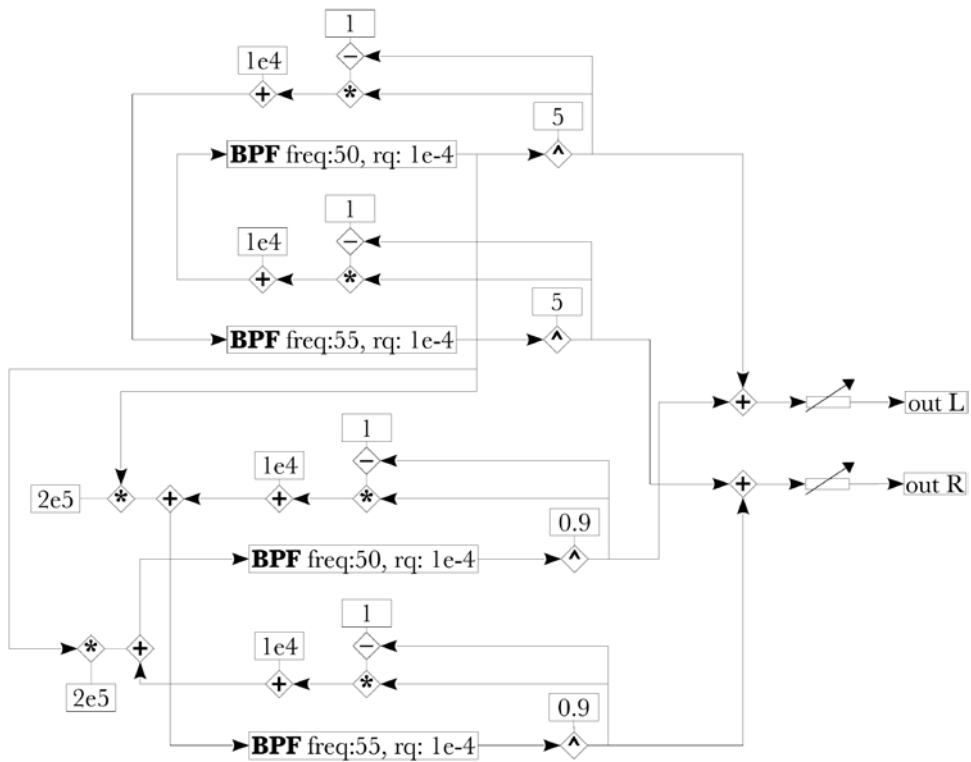 1
−
1e4
+
*
5
BPF freq:50, rq: 1e-4
^
1
−
1e4
+
*
5
BPF freq:55, rq: 1e-4
^
+
out L
1
−
1e4
2e5
*
+
+
*
+
out R
0.9
BPF freq:50, rq: 1e-4
^
1
−
1e4
*
+
+
*
2e5
0.9
BPF freq:55, rq: 1e-4
^